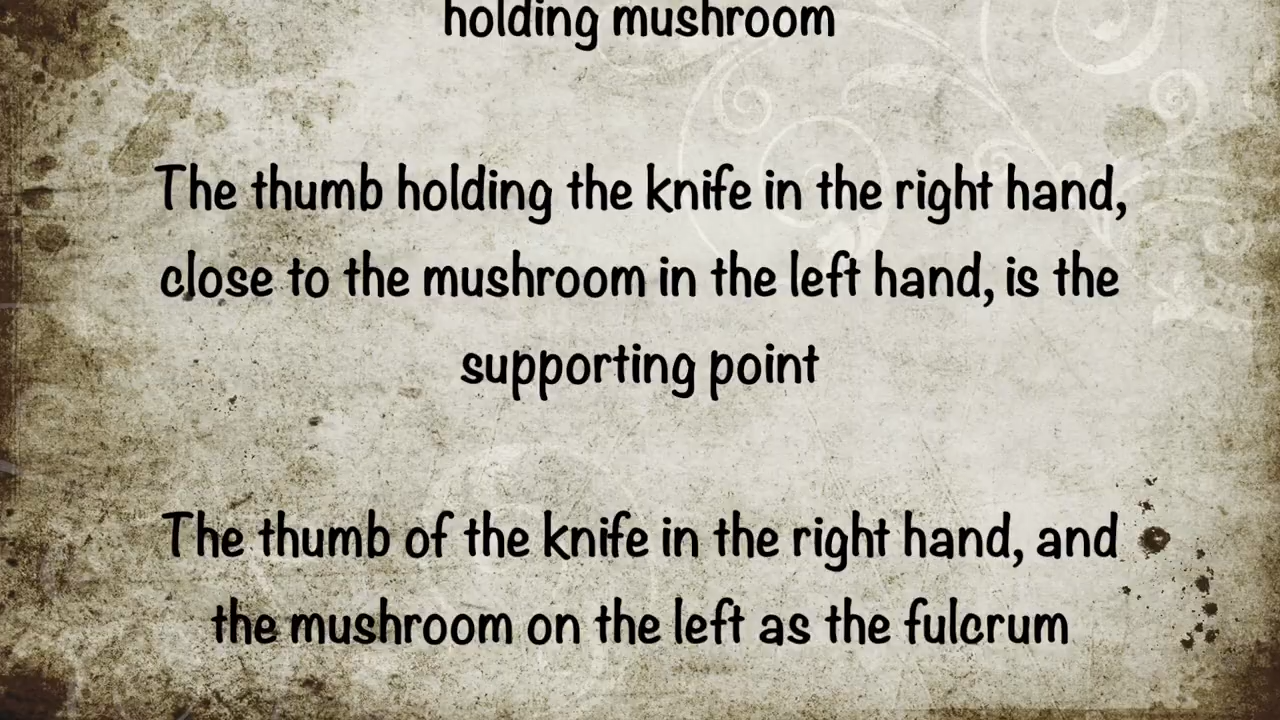 holding mushroom
The thumb holding the knife in the right hand,
close to the mushroom in the left hand, is the
supporting point
The thumb of the knife in the right hand, and
the mushroom on the left as the fulcrum